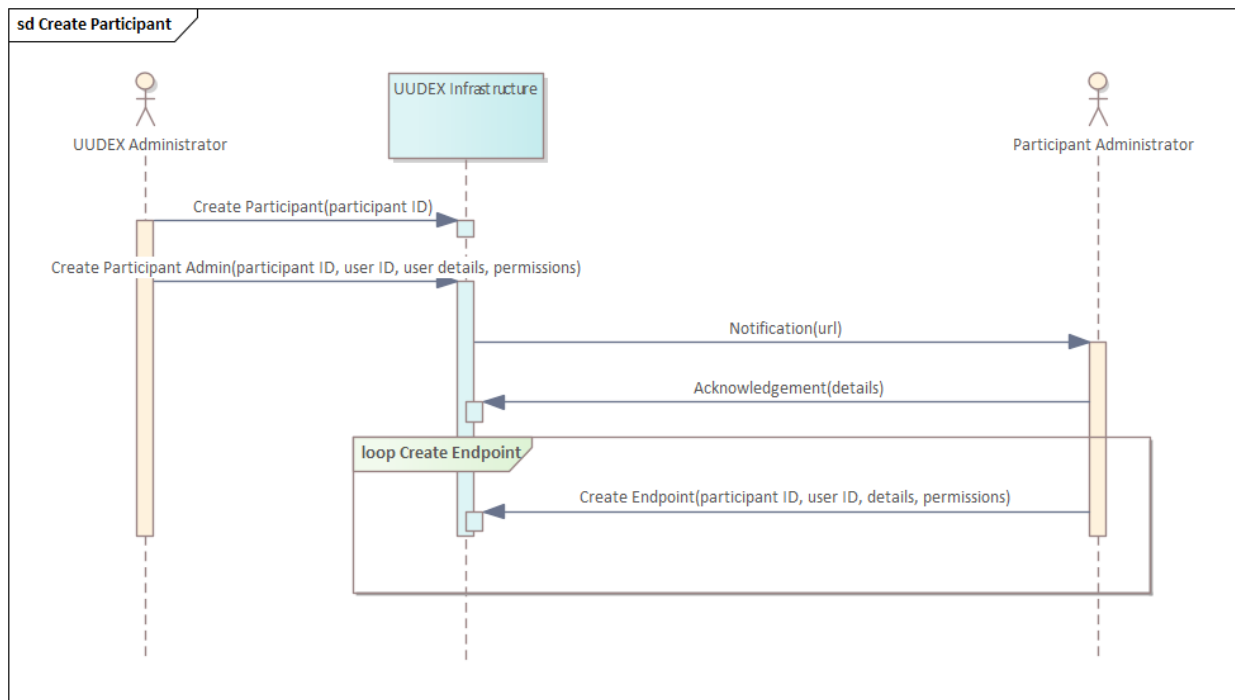 sd Create Participant
UUDEX Infrastructure
UUDEX Administrator
Participant Administrator
Create Participant(participant ID)
Create Participant Admin(participant ID, user ID, user details, permissions)
Notification(url)
Acknowledgement(details)
loop Create Endpoint
Create Endpoint(participant ID, user ID, details, permissions)